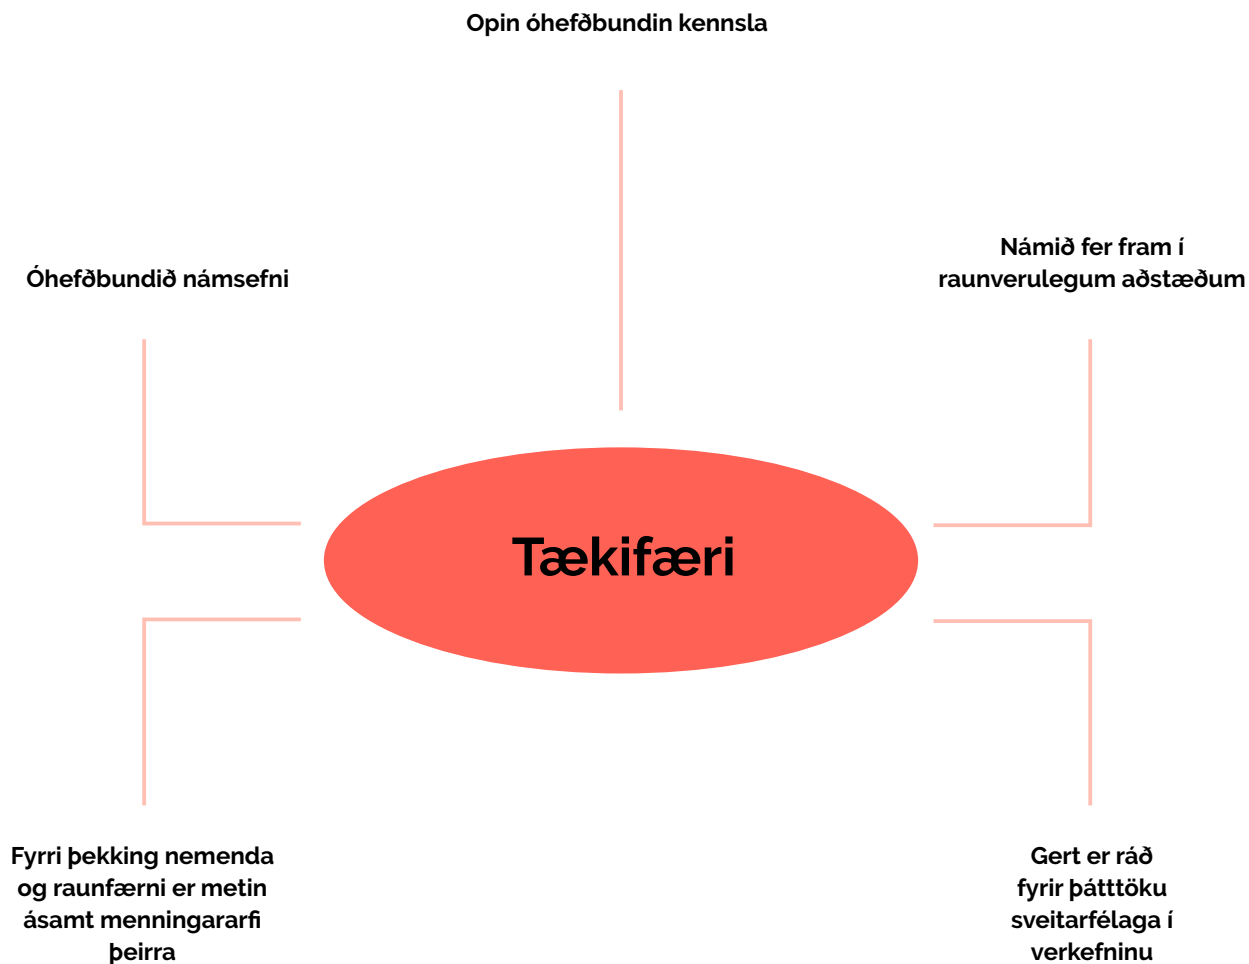 Opin óhefðbundin kennsla
Óhefðbundið námsefni
Námið fer fram í
raunverulegum aðstæðum
Tækifæri
Fyrri þekking nemenda
og raunfærni er metin
ásamt menningararfi
þeirra
Gert er ráð
fyrir þátttöku
sveitarfélaga í
verkefninu